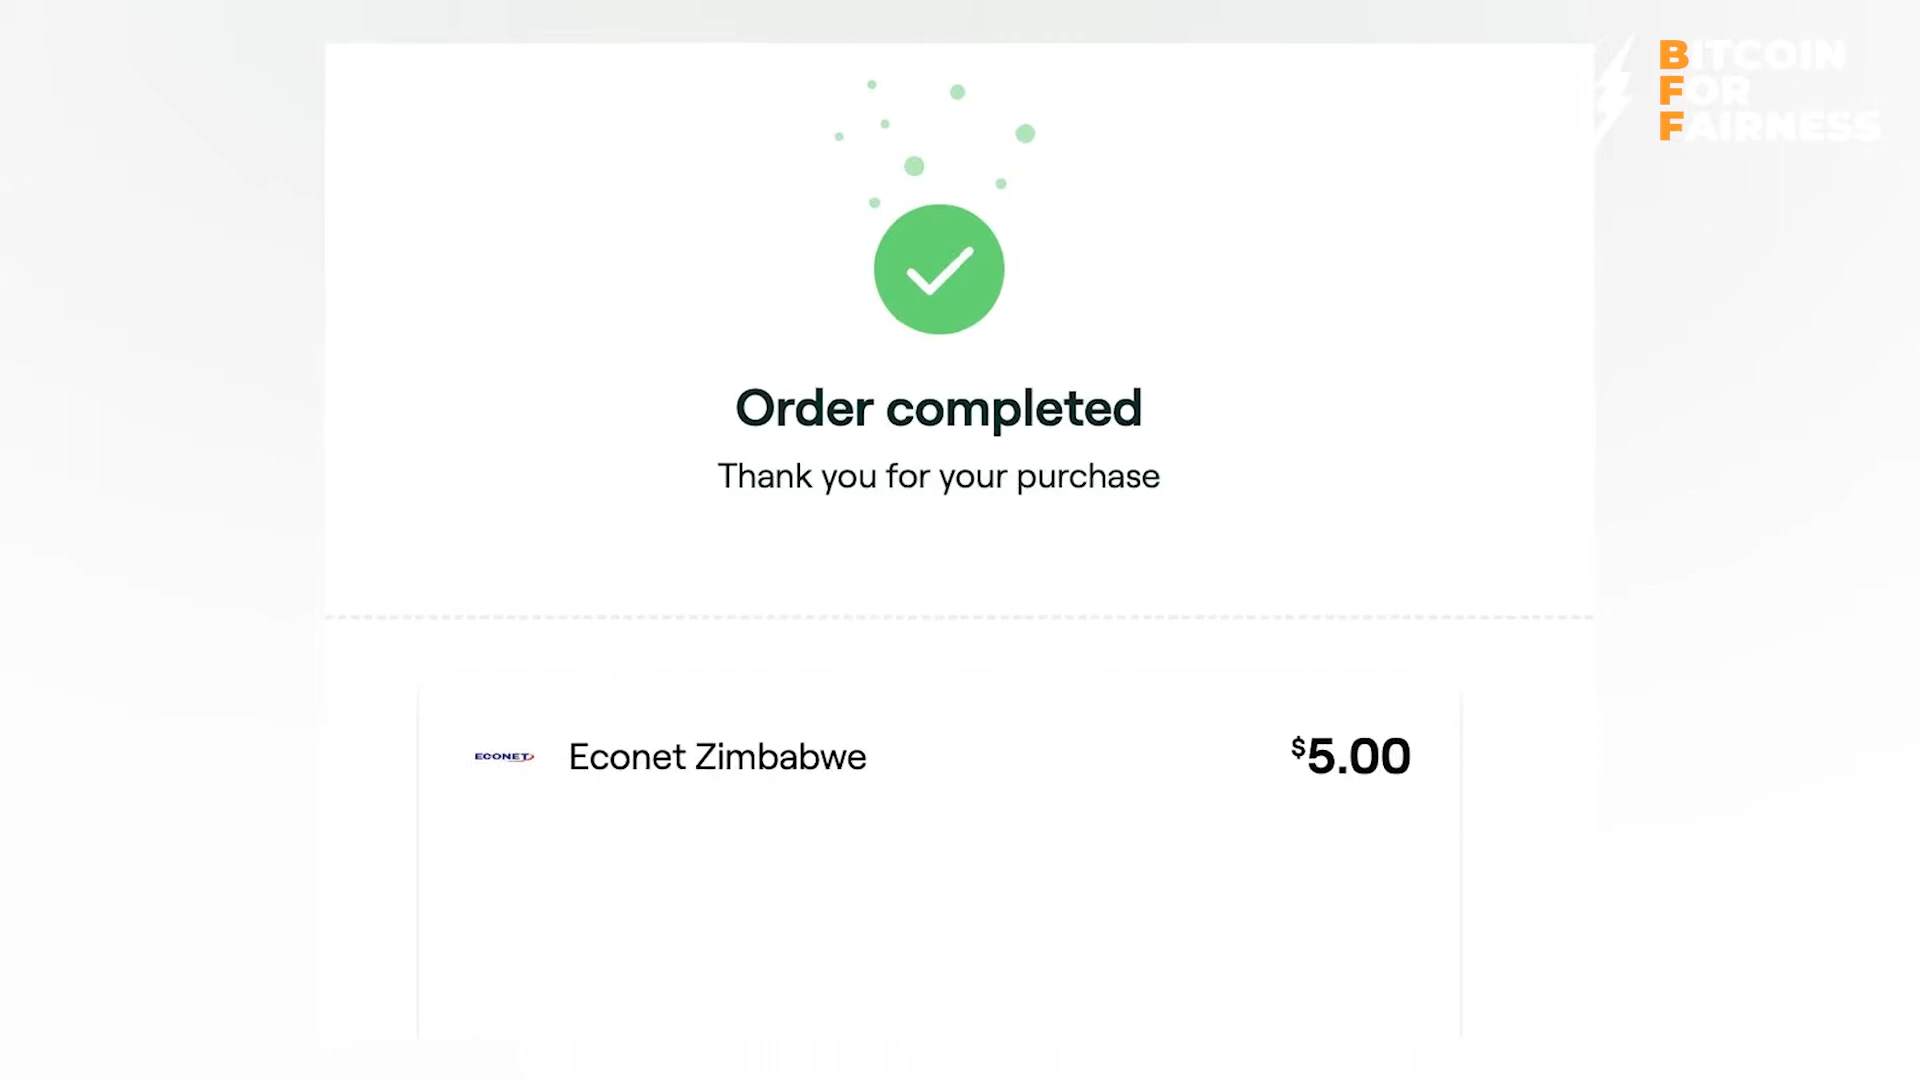 BITCOIN
FOR
FAIRNESS
Order completed
Thank you for your purchase
ECONET
Econet Zimbabwe
$5.00